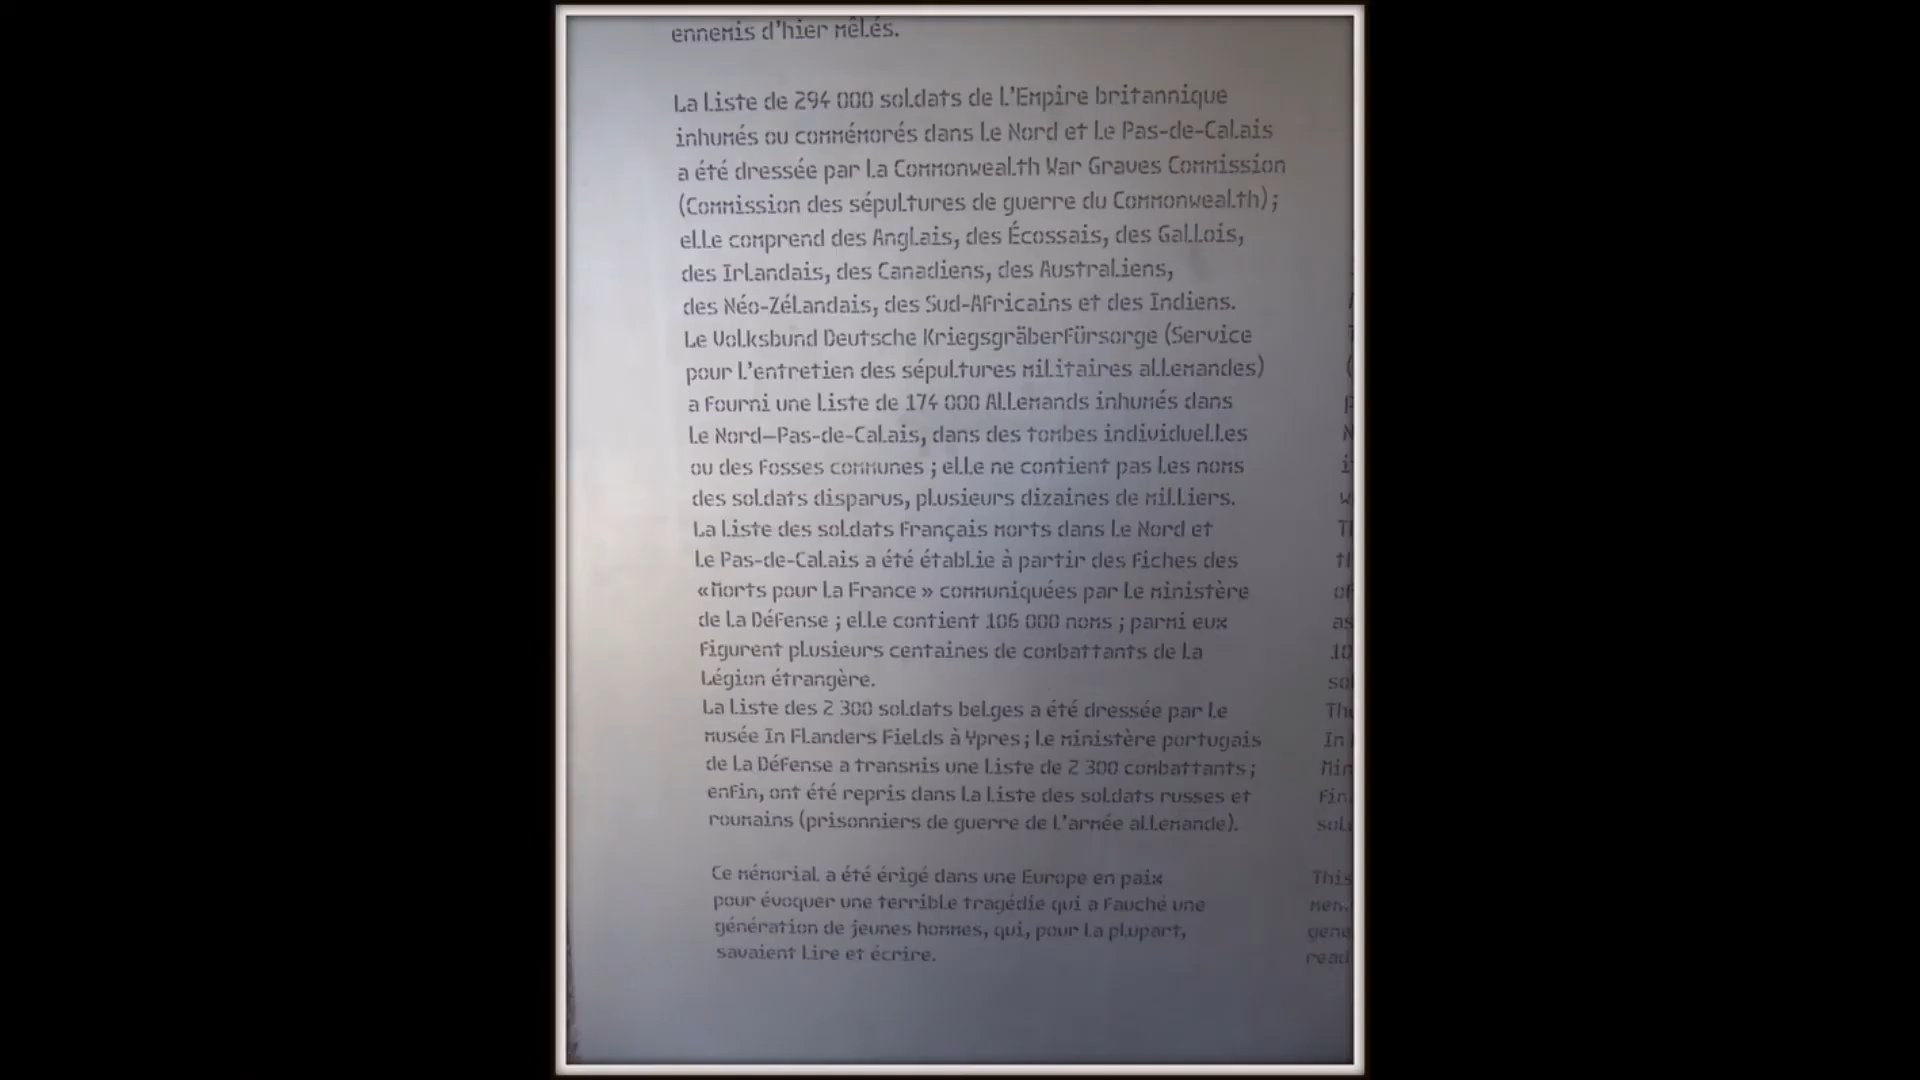 ennemis d'hier mêlés.
La liste de 294 000 soldats de l'Empire britannique
inhumés ou commémorés dans le Nord et le Pas-de-Calais
a été dressée par la Commonwealth War Graves Commission
(Commission des sépultures de guerre du Commonwealth);
elle comprend des Anglais, des Écossais, des Gallois,
des Irlandais, des Canadiens, des Australiens,
des Néo-Zélandais, des Sud-Africains et des Indiens.
Le Volksbund Deutsche Kriegsgräberfürsorge (Service
pour l'entretien des sépultures militaires allemandes)
a fourni une liste de 174 000 Allemands inhumés dans
le Nord–Pas-de-Calais, dans des tombes individuelles
ou des fosses communes ; elle ne contient pas les noms
des soldats disparus, plusieurs dizaines de milliers.
La liste des soldats français morts dans le Nord et
le Pas-de-Calais a été établie à partir des fiches des
«Morts pour la France » communiquées par le ministère
de la Défense ; elle contient 106 000 noms ; parmi eux
figurent plusieurs centaines de combattants de la
Légion étrangère.
La liste des 2 300 soldats belges a été dressée par le
musée In Flanders Fields à Ypres; le ministère portugais
de la Défense a transmis une liste de 2 300 combattants;
enfin, ont été repris dans la liste des soldats russes et
roumains (prisonniers de guerre de l'armée allemande).
Ce mémorial a été érigé dans une Europe en paix
pour évoquer une terrible tragédie qui a fauché une
génération de jeunes hommes, qui, pour la plupart,
savaient lire et écrire.
of
as
In
This
read